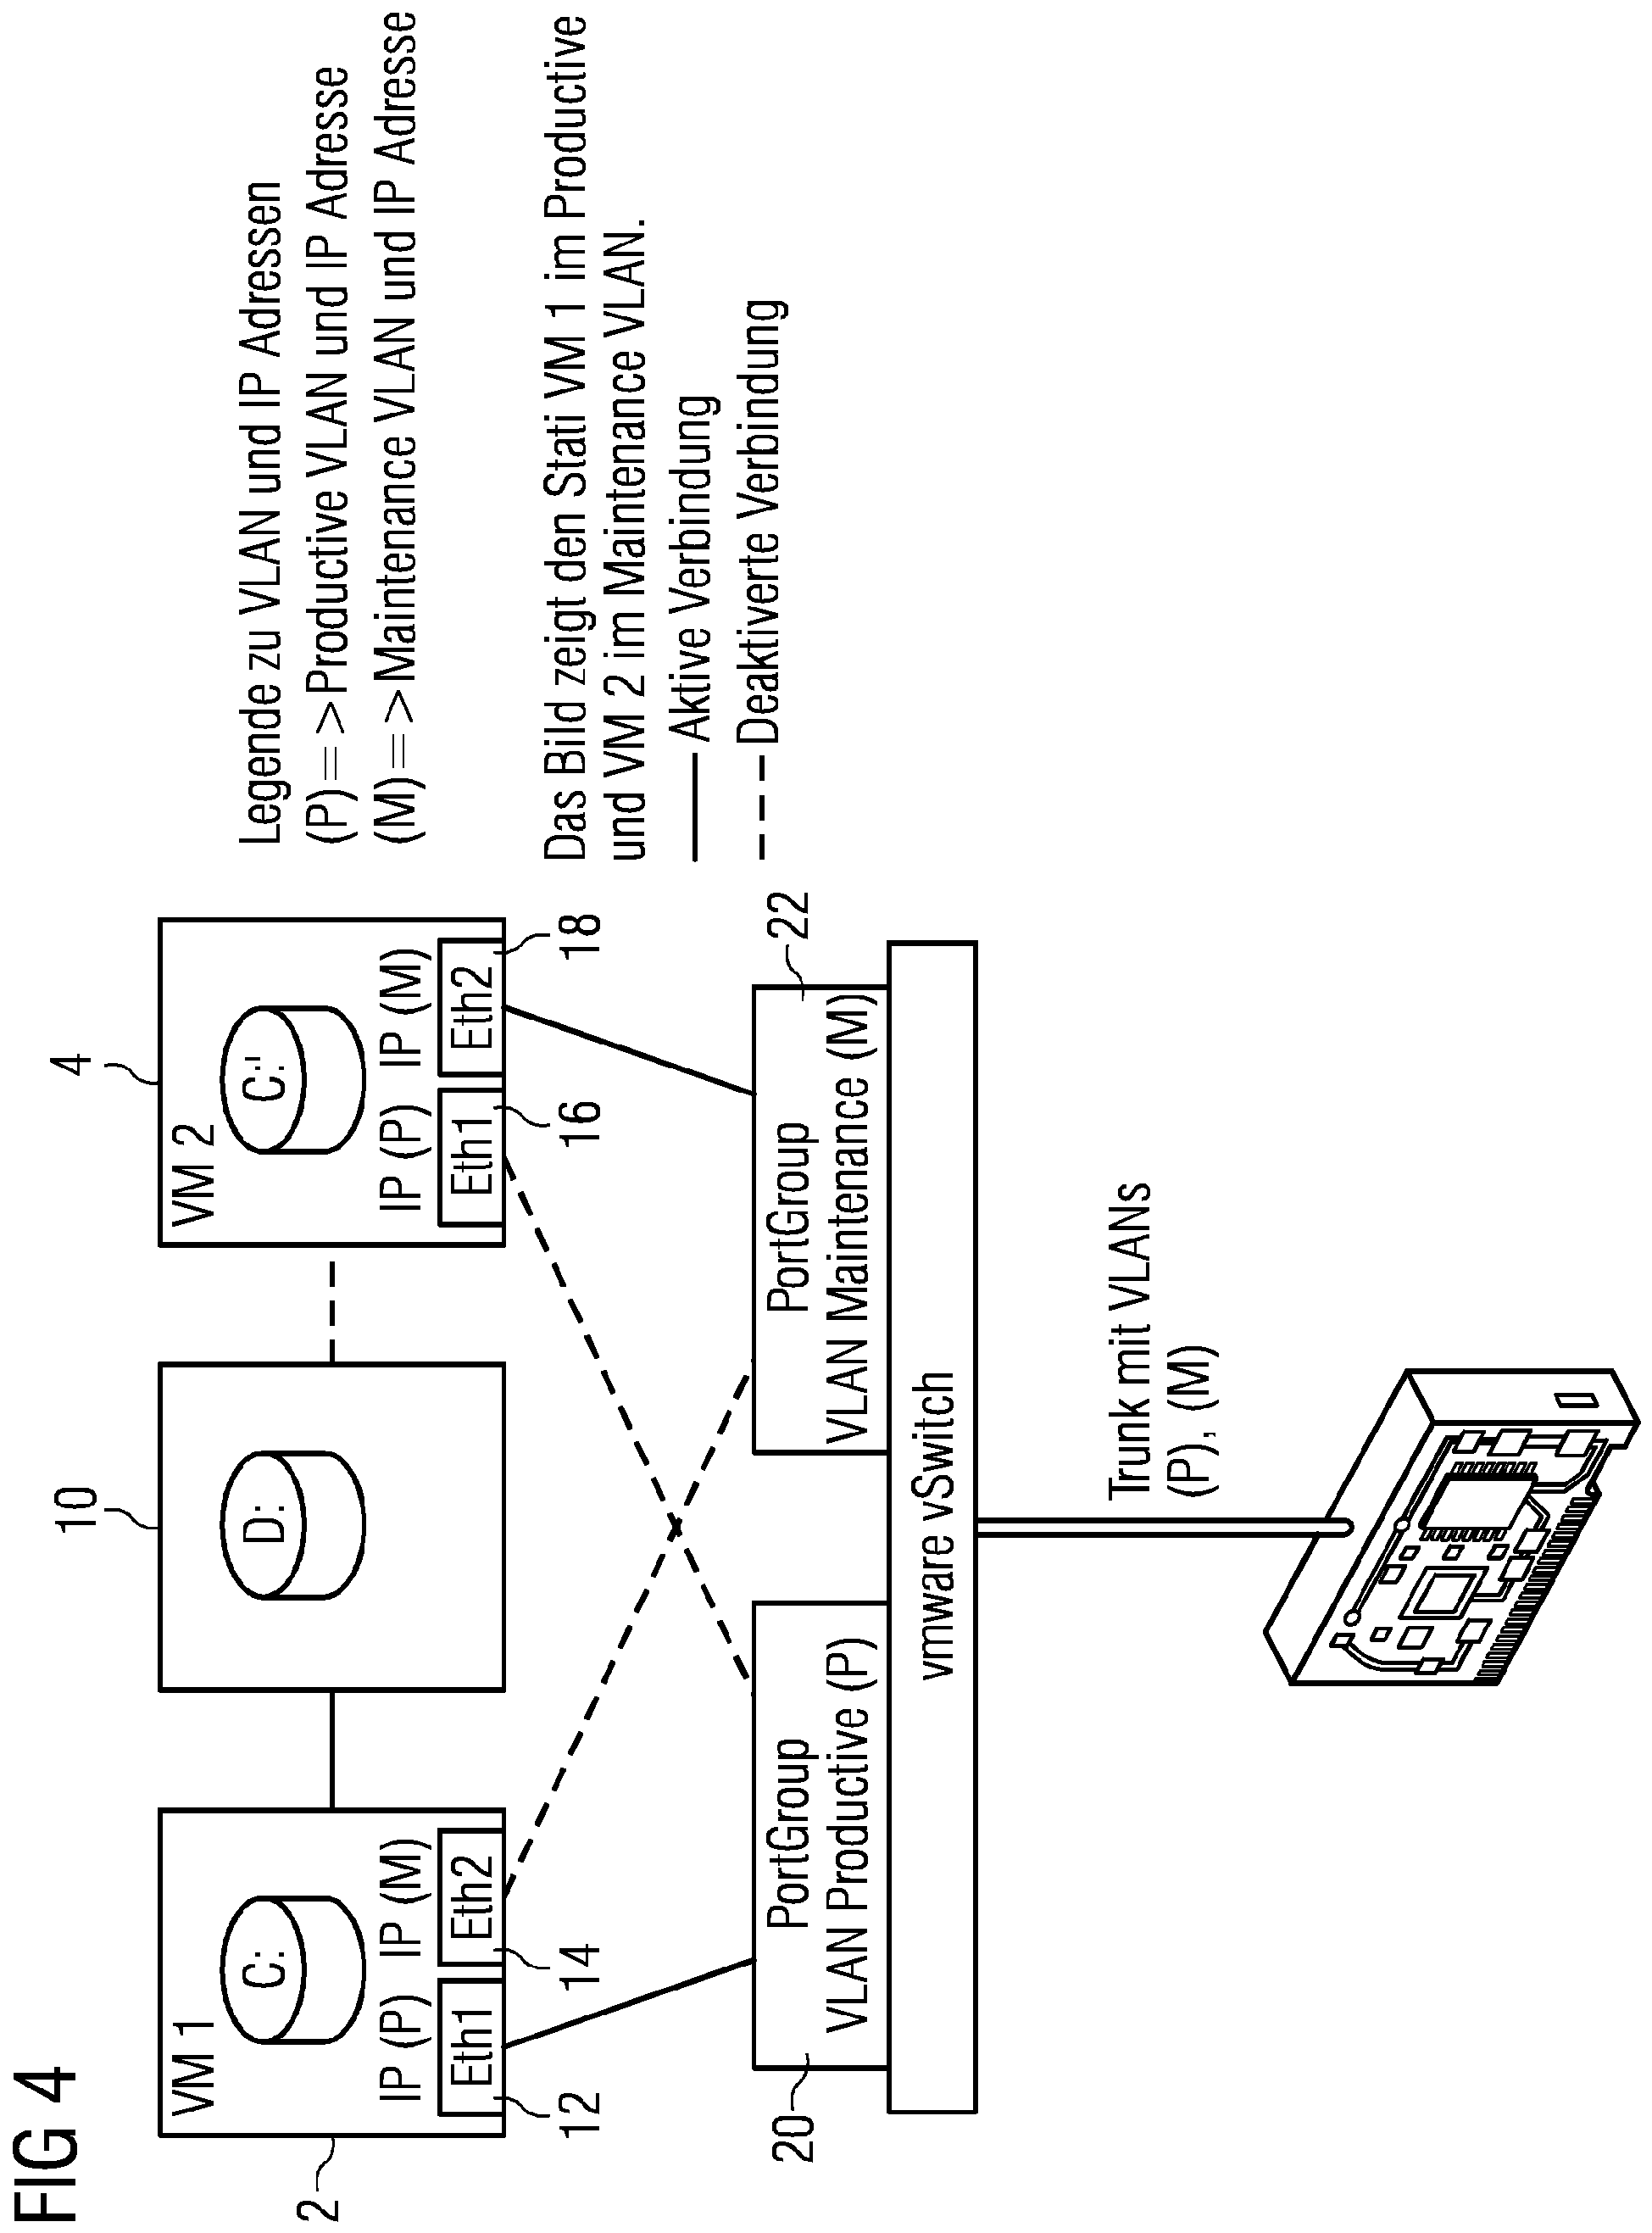 FIG 4
2
VM 1
C:
IP (P) IP (M)
Eth1
Eth2
12
14
10
D:
4
VM 2
C:'
IP (P) IP (M)
Eth1
Eth2
16
18
Legende zu VLAN und IP Adressen
(P)=>Productive VLAN und IP Adresse
(M)=>Maintenance VLAN und IP Adresse
Das Bild zeigt den Stati VM 1 im Productive
und VM 2 im Maintenance VLAN.
Aktive Verbindung
Deaktiverte Verbindung
20
PortGroup
VLAN Productive (P)
22
PortGroup
VLAN Maintenance (M)
vmware vSwitch
Trunk mit VLANs
(P), (M)